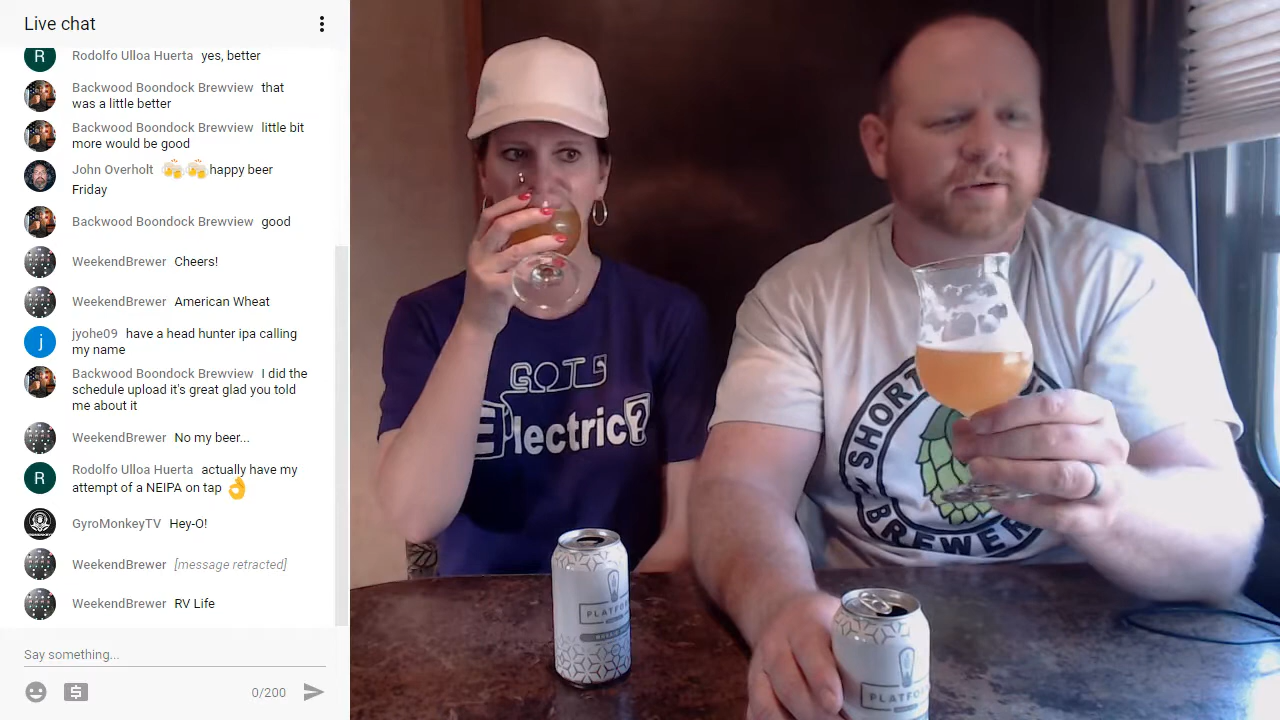 Live chat
R Rodolfo Ulloa Huerta yes, better
Backwood Boondock Brewview that
was a little better
Backwood Boondock Brewview little bit
more would be good
John Overholt 🍻🍻happy beer
Friday
Backwood Boondock Brewview good
WeekendBrewer Cheers!
WeekendBrewer American Wheat
j jyohe09 have a head hunter ipa calling
my name
Backwood Boondock Brewview I did the
schedule upload it's great glad you told
me about it
WeekendBrewer No my beer...
R Rodolfo Ulloa Huerta actually have my
attempt of a NEIPA on tap 👌
GyroMonkeyTV Hey-O!
WeekendBrewer [message retracted]
WeekendBrewer RV Life
Say something...
0/200
GOTL
Electric?
SHORT
BREWER
PLATFOR
PLATFOR